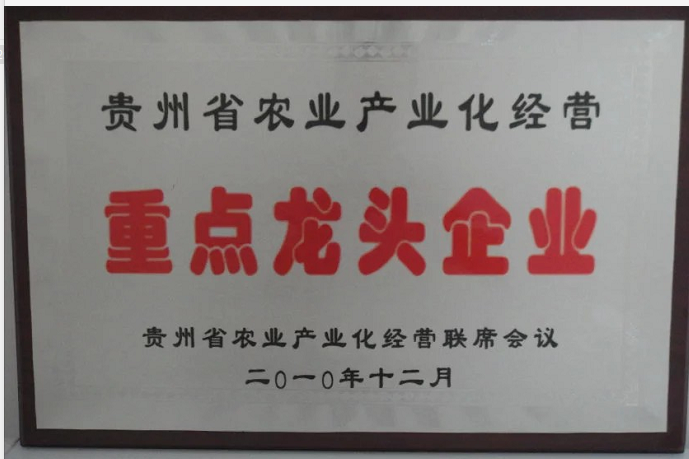 贵州省农业产业化经营
重点龙头企业
贵州省农业产业化经营联席会议
二0一0年十二月